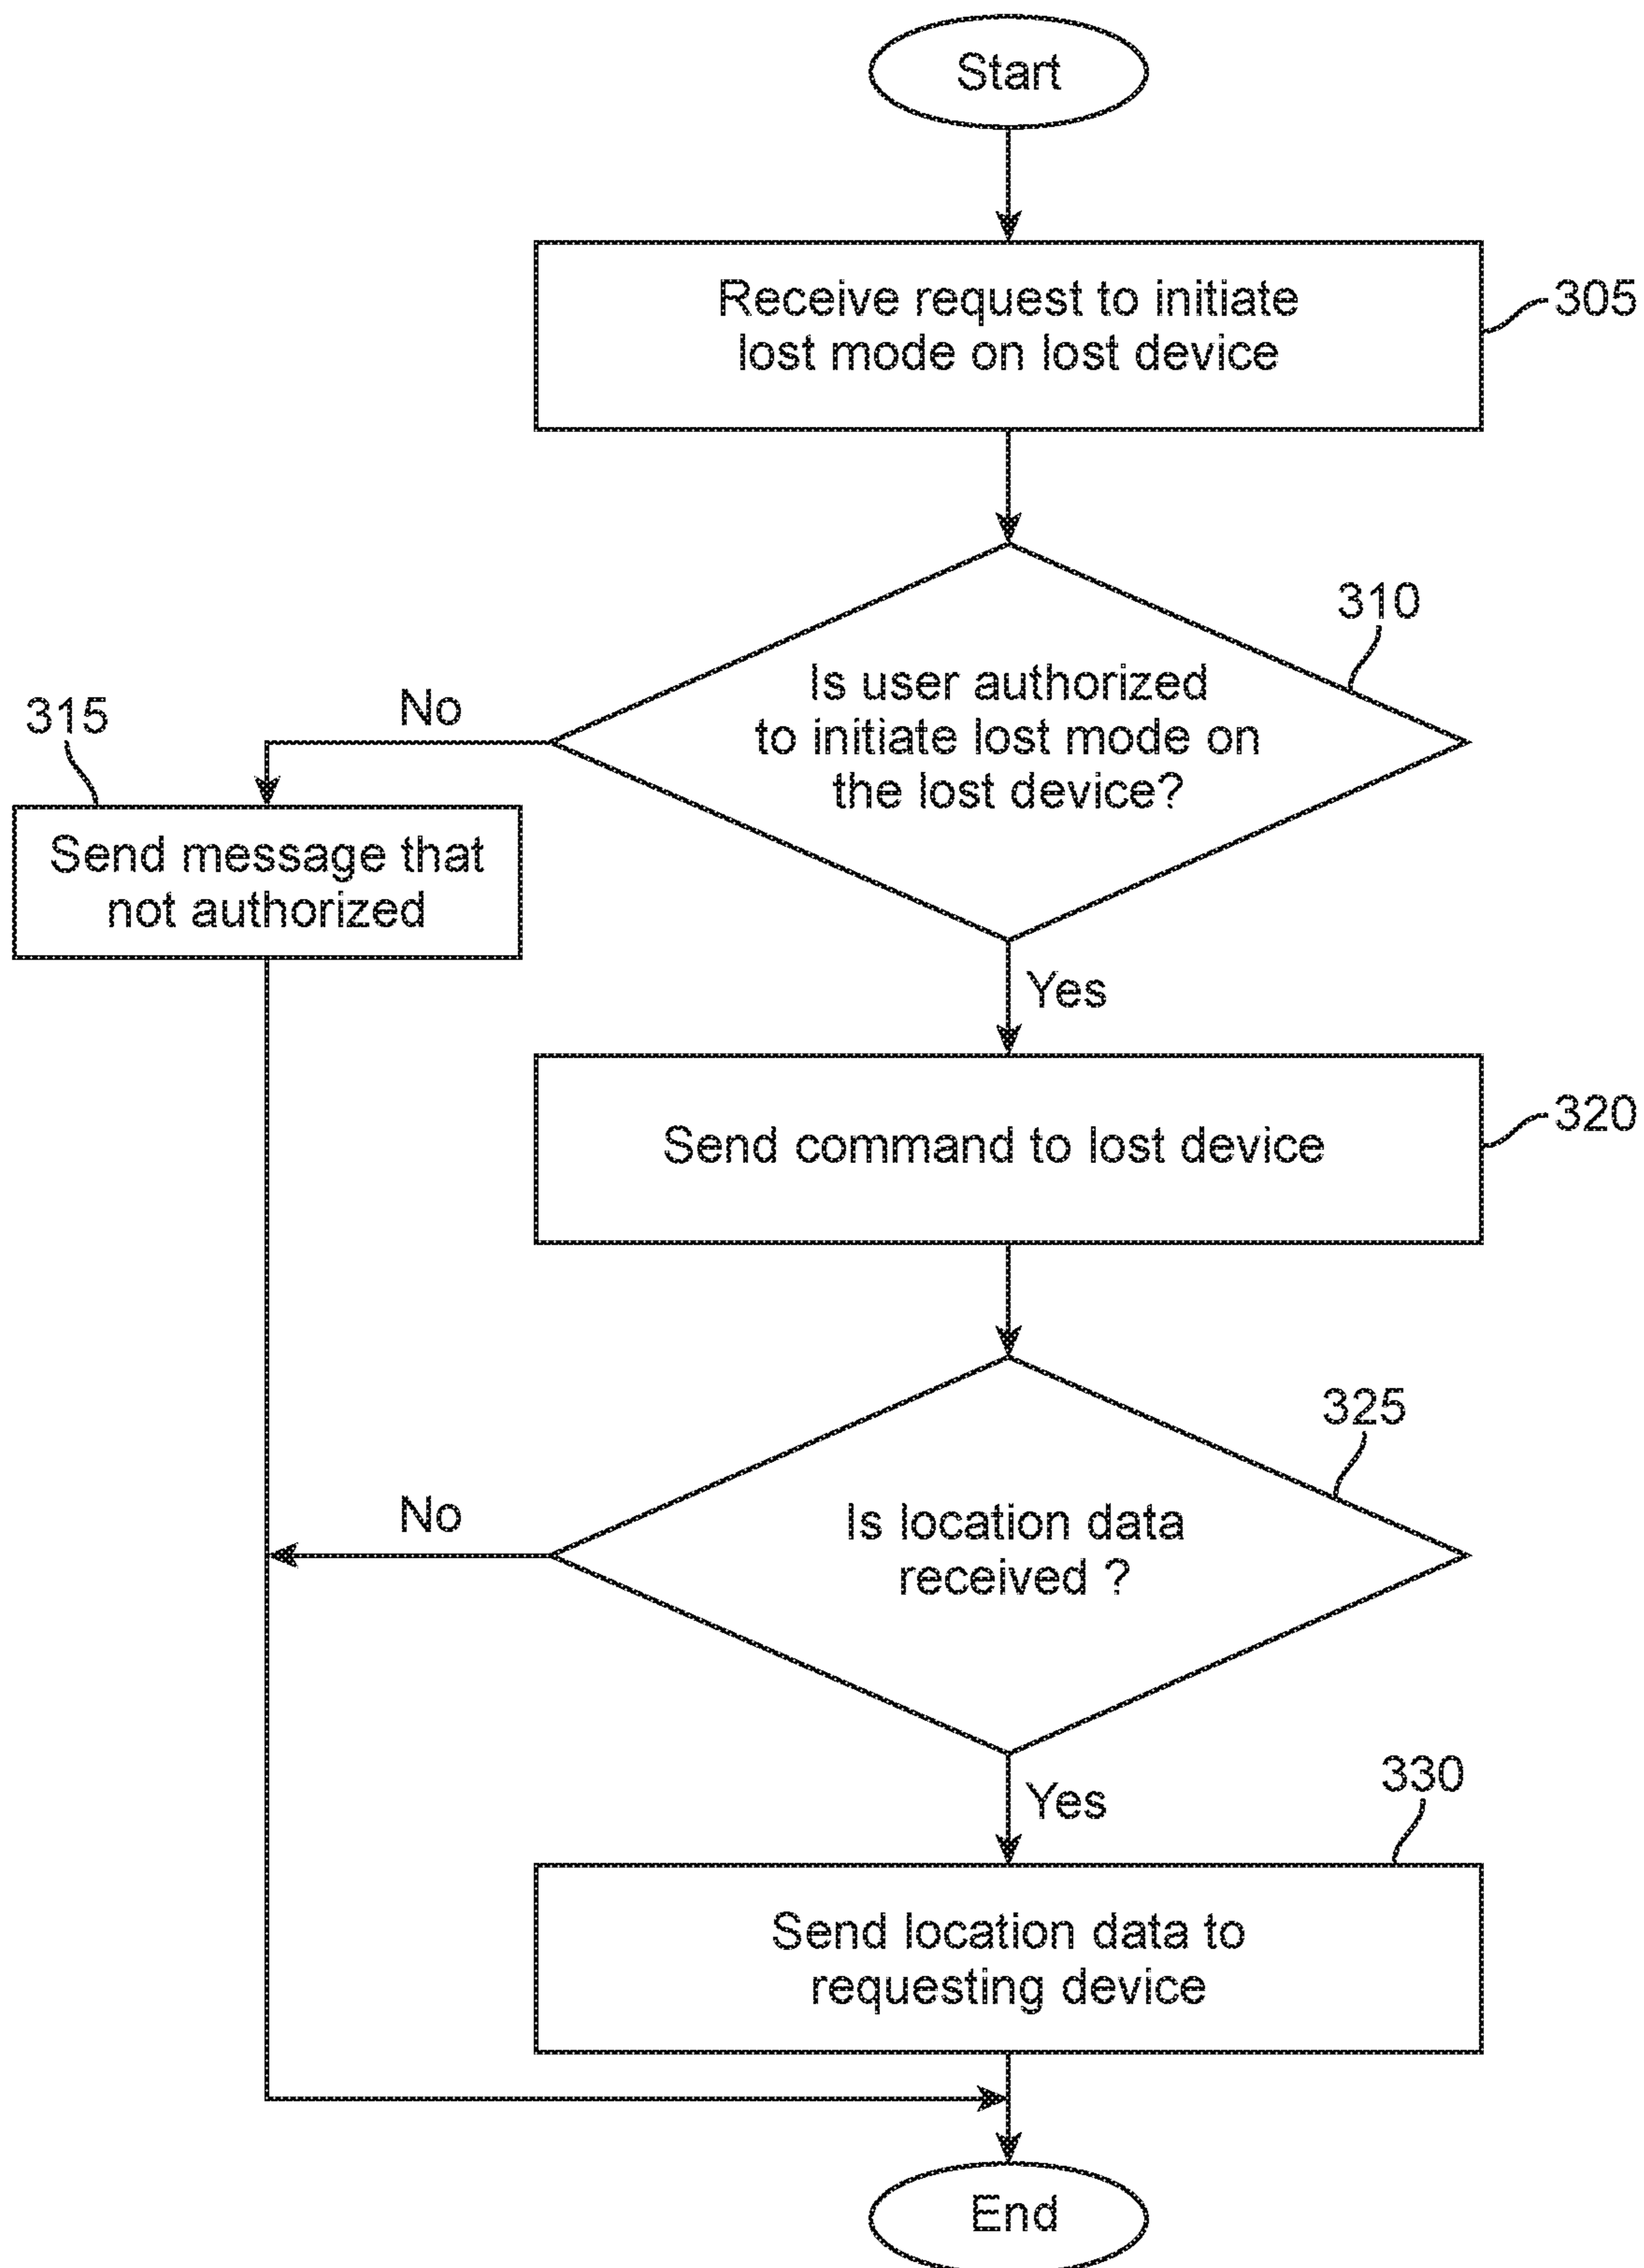 Start
Receive request to initiate
lost mode on lost device
305
310
Is user authorized
to initiate lost mode on
the lost device?
No
315
Send message that
not authorized
Yes
Send command to lost device
320
325
Is location data
received ?
No
Yes
330
Send location data to
requesting device
End